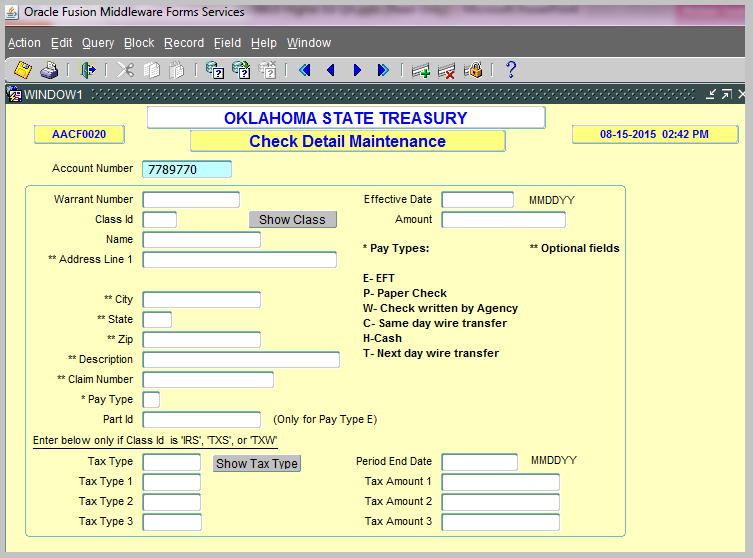 Oracle Fusion Middleware Forms Services
Action Edit Query Block Record Field Help Window
WINDOW1
OKLAHOMA STATE TREASURY
AACF0020
08-15-2015 02:42 PM
Check Detail Maintenance
Account Number 7789770
Warrant Number Effective Date MMDDYY
Class Id Show Class Amount
Name * Pay Types: ** Optional fields
** Address Line 1
E- EFT
P- Paper Check
** City W- Check written by Agency
** State C- Same day wire transfer
** Zip H-Cash
** Description T- Next day wire transfer
** Claim Number
* Pay Type
Part Id (Only for Pay Type E)
Enter below only if Class Id is 'IRS', 'TXS', or 'TXW'
Tax Type Show Tax Type Period End Date MMDDYY
Tax Type 1 Tax Amount 1
Tax Type 2 Tax Amount 2
Tax Type 3 Tax Amount 3